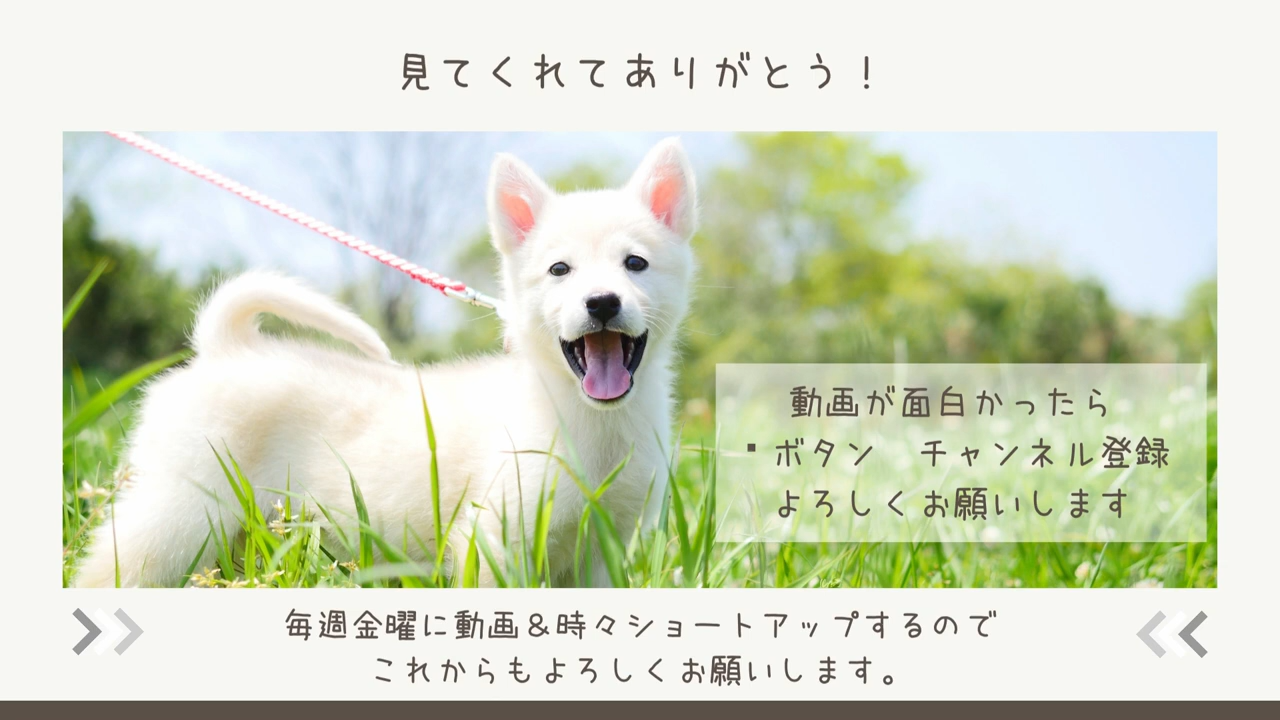 見てくれてありがとう！
動画が面白かったら
▪ボタン　チャンネル登録
よろしくお願いします
毎週金曜に動画＆時々ショートアップするので
これからもよろしくお願いします。